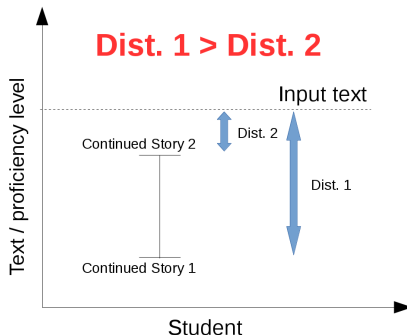 Dist. 1 > Dist. 2
Input text
Dist. 2
Continued Story 2
Dist. 1
Continued Story 1
Text / proficiency level
Student